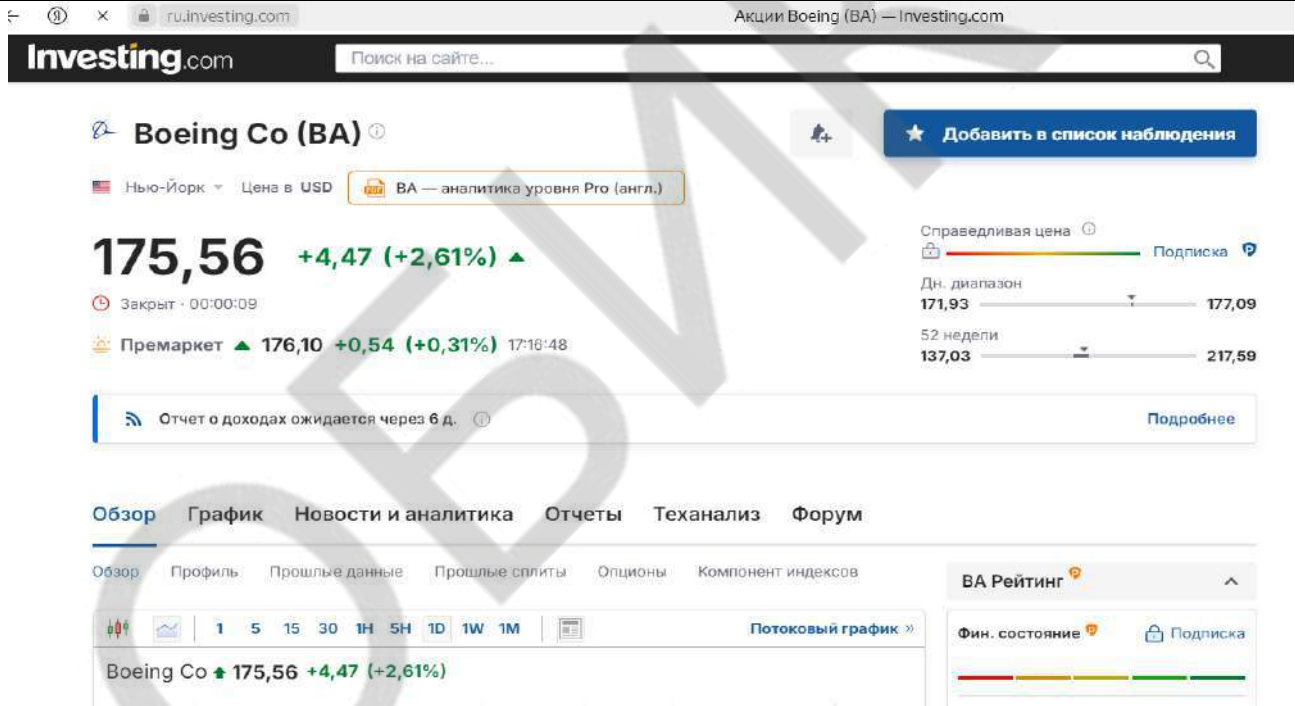 ru.investing.com
Акции Boeing (BA) — Investing.com
Investing.com
Поиск на сайте...
Boeing Co (BA)
Добавить в список наблюдения
Нью-Йорк
Цена в USD
BA — аналитика уровня Pro (англ.)
175,56 +4,47 (+2,61%)
Закрыт · 00:00:09
Премаркет 176,10 +0,54 (+0,31%) 17:16:48
Справедливая цена
Подписка
Дн. диапазон
171,93 177,09
52 недели
137,03 217,59
Отчет о доходах ожидается через 6 д.
Подробнее
Обзор График Новости и аналитика Отчеты Теханализ Форум
Обзор Профиль Прошлые данные Прошлые сплиты Опционы Компонент индексов
1 5 15 30 1H 5H 1D 1W 1M
Потоковый график »
Boeing Co 175,56 +4,47 (+2,61%)
BA Рейтинг
Фин. состояние
Подписка